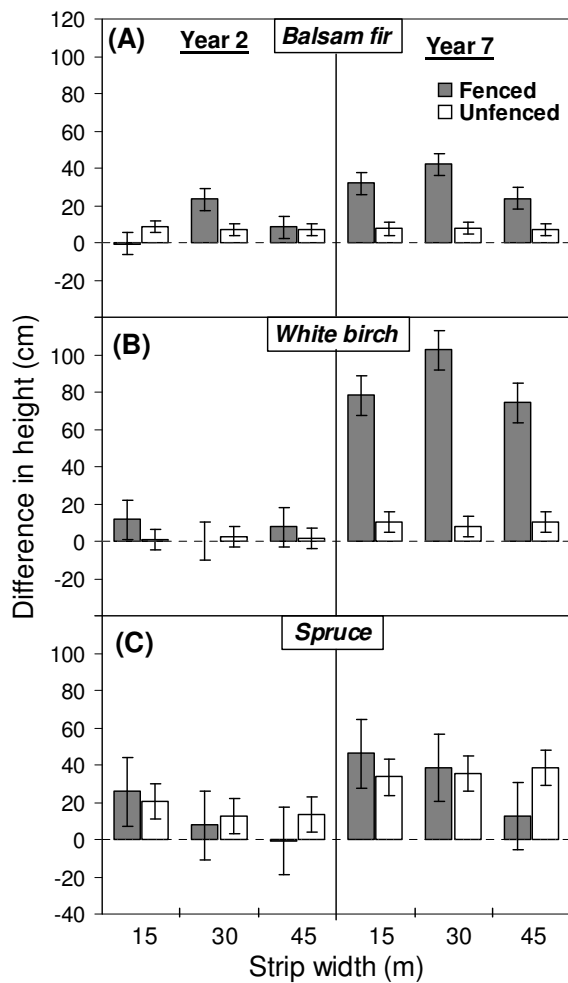 (A)
Year 2
Balsam fir
Year 7
Fenced
Unfenced
120
100
80
60
40
20
0
-20
(B)
White birch
100
80
60
40
20
0
-20
(C)
Spruce
100
80
60
40
20
0
-20
-40
Difference in height (cm)
15 30 45 15 30 45
Strip width (m)